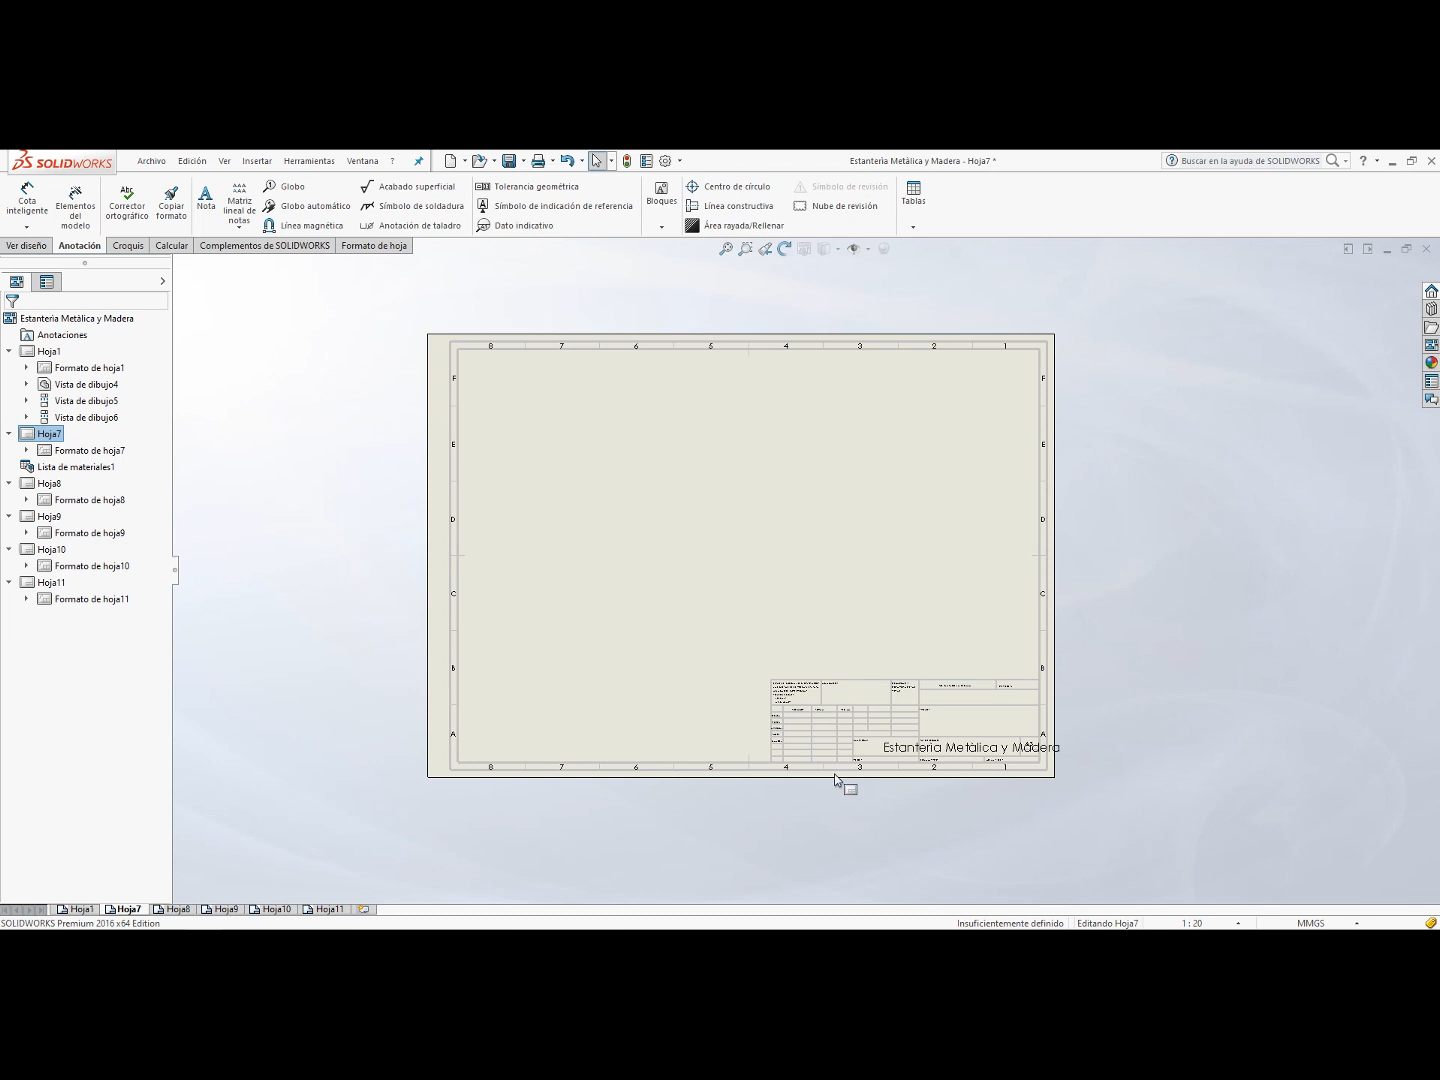 SOLIDWORKS
Archivo Edición Ver Insertar Herramientas Ventana ?
Estanterìa Metàlica y Madera - Hoja7 *
Buscar en la ayuda de SOLIDWORKS
?
Cota inteligente
Elementos del modelo
Corrector ortográfico
Copiar formato
Nota
Matriz lineal de notas
Globo
Globo automático
Línea magnética
Acabado superficial
Símbolo de soldadura
Anotación de taladro
Tolerancia geométrica
Símbolo de indicación de referencia
Dato indicativo
Bloques
Centro de círculo
Línea constructiva
Área rayada/Rellenar
Símbolo de revisión
Nube de revisión
Tablas
Ver diseño Anotación Croquis Calcular Complementos de SOLIDWORKS Formato de hoja
Estanterìa Metàlica y Madera
Anotaciones
Hoja1
Formato de hoja1
Vista de dibujo4
Vista de dibujo5
Vista de dibujo6
Hoja7
Formato de hoja7
Lista de materiales1
Hoja8
Formato de hoja8
Hoja9
Formato de hoja9
Hoja10
Formato de hoja10
Hoja11
Formato de hoja11
8 7 6 5 4 3 2 1
F F
E E
D D
C C
B B
A A
Estanterìa Metàlica y Madera
8 7 6 5 4 3 2 1
Hoja1 Hoja7 Hoja8 Hoja9 Hoja10 Hoja11
SOLIDWORKS Premium 2016 x64 Edition
Insuficientemente definido Editando Hoja7 1 : 20 MMGS